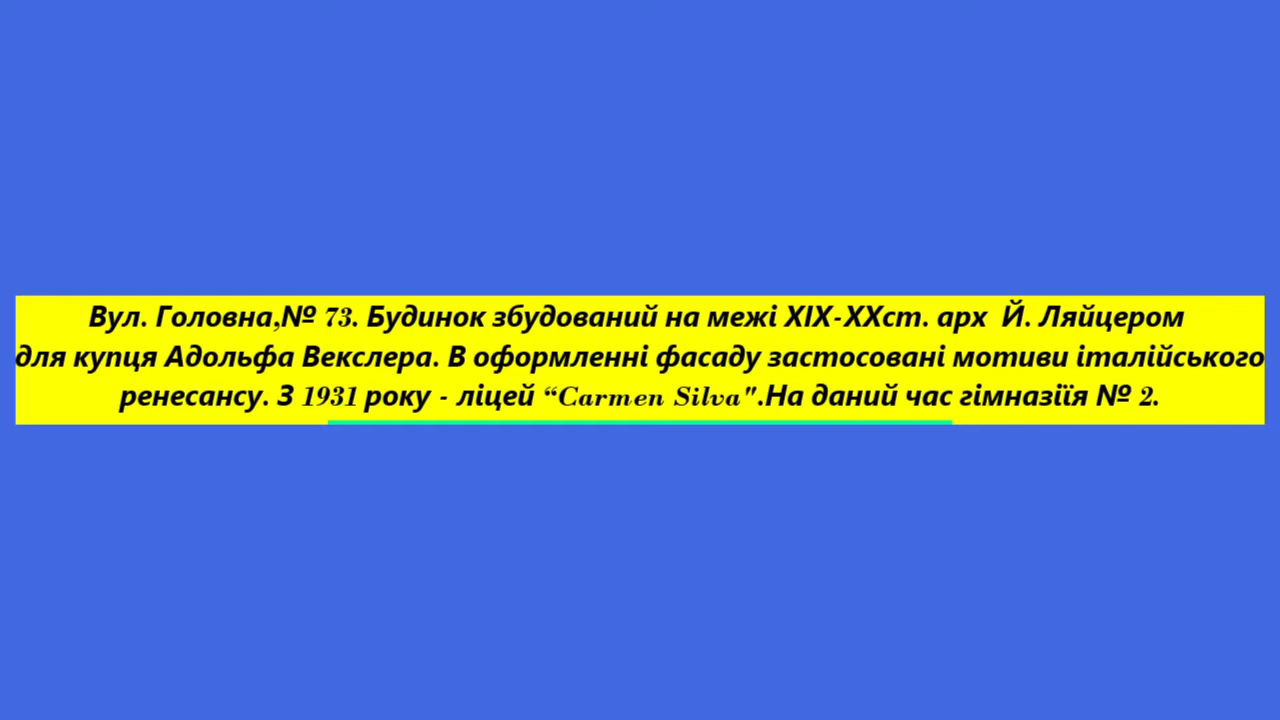 Вул. Головна,№ 73. Будинок збудований на межі XIX-XXст. арх  Й. Ляйцером
для купця Адольфа Векслера. В оформленні фасаду застосовані мотиви італійського
ренесансу. З 1931 року - ліцей “Carmen Silva".На даний час гімназіїя № 2.